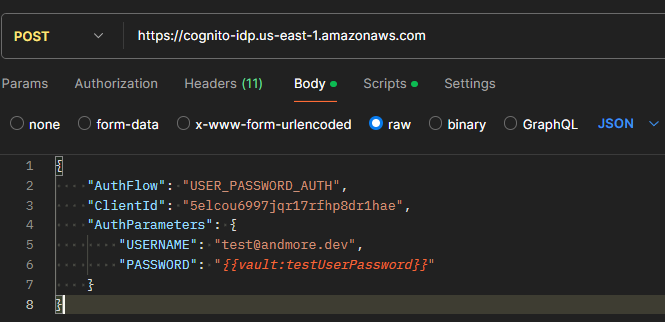 POST https://cognito-idp.us-east-1.amazonaws.com
Params Authorization Headers (11) Body Scripts Settings
none form-data x-www-form-urlencoded raw binary GraphQL JSON
1 {
2 "AuthFlow": "USER_PASSWORD_AUTH",
3 "ClientId": "5elcou6997jqr17rfhp8dr1hae",
4 "AuthParameters": {
5 "USERNAME": "test@andmore.dev",
6 "PASSWORD": "{{vault:testUserPassword}}"
7 }
8 }